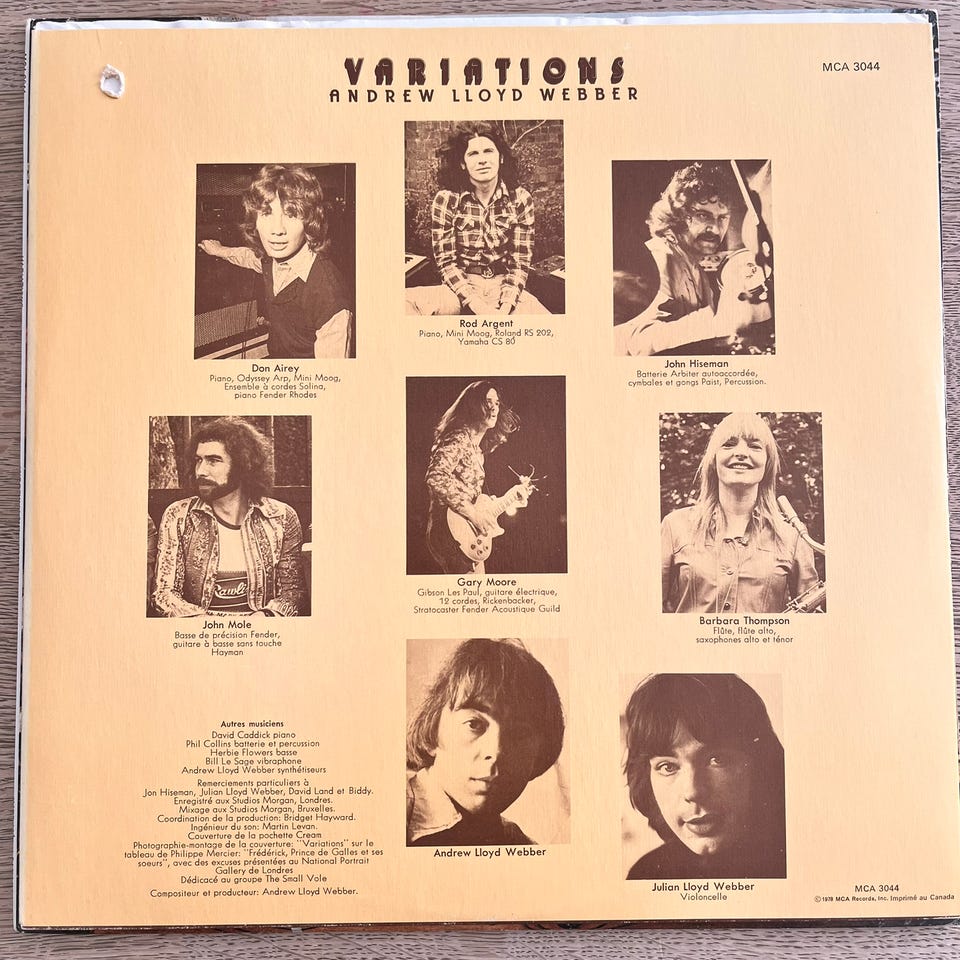 VARIATIONS
ANDREW LLOYD WEBBER
MCA 3044
Don Airey
Piano, Odyssey Arp, Mini Moog,
Ensemble à cordes Solina,
piano Fender Rhodes
Rod Argent
Piano, Mini Moog, Roland RS 202,
Yamaha CS 80
John Hiseman
Batterie Arbiter autoaccordée,
cymbales et gongs Paist, Percussion.
John Mole
Basse de précision Fender,
guitare à basse sans touche
Hayman
Gary Moore
Gibson Les Paul, guitare électrique,
12 cordes, Rickenbacker,
Stratocaster Fender Acoustique Guild
Barbara Thompson
Flûte, flûte alto,
saxophones alto et ténor
Autres musiciens
David Caddick piano
Phil Collins batterie et percussion
Herbie Flowers basse
Bill Le Sage vibraphone
Andrew Lloyd Webber synthétiseurs
Remerciements particuliers à
Jon Hiseman, Julian Lloyd Webber, David Land et Biddy.
Enregistré aux Studios Morgan, Londres.
Mixage aux Studios Morgan, Bruxelles.
Coordination de la production: Bridget Hayward.
Ingénieur du son: Martin Levan.
Couverture de la pochette Cream
Photographie-montage de la couverture: "Variations" sur le
tableau de Philippe Mercier: "Frédérick, Prince de Galles et ses
soeurs", avec des excuses présentées au National Portrait
Gallery de Londres
Dédicacé au groupe The Small Vole
Compositeur et producteur: Andrew Lloyd Webber.
Andrew Lloyd Webber
Julian Lloyd Webber
Violoncelle
MCA 3044
©1978 MCA Records, Inc. Imprimé au Canada